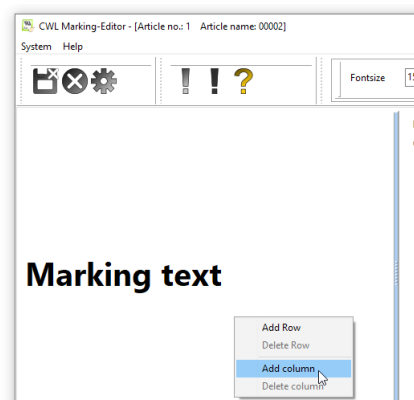 CWL Marking-Editor - [Article no.: 1    Article name: 00002]
System  Help
Fontsize
Marking text
Add Row
Delete Row
Add column
Delete column